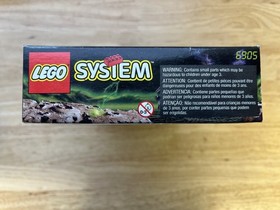 6905
LEGO SYSTEM
WARNING: Contains small parts which may be
hazardous to children under age 3.
ATTENTION: Contient de petites pièces pouvant être
dangereuses pour des enfants de moins de 3 ans.
ADVERTENCIA: Contiene partes pequeñas que
podrían ser peligrosas para niños menores de 3 años
ATENÇÃO: Não recomendável para crianças menores
de 3 anos, por conter partes pequenas que podem
ser engolidas.